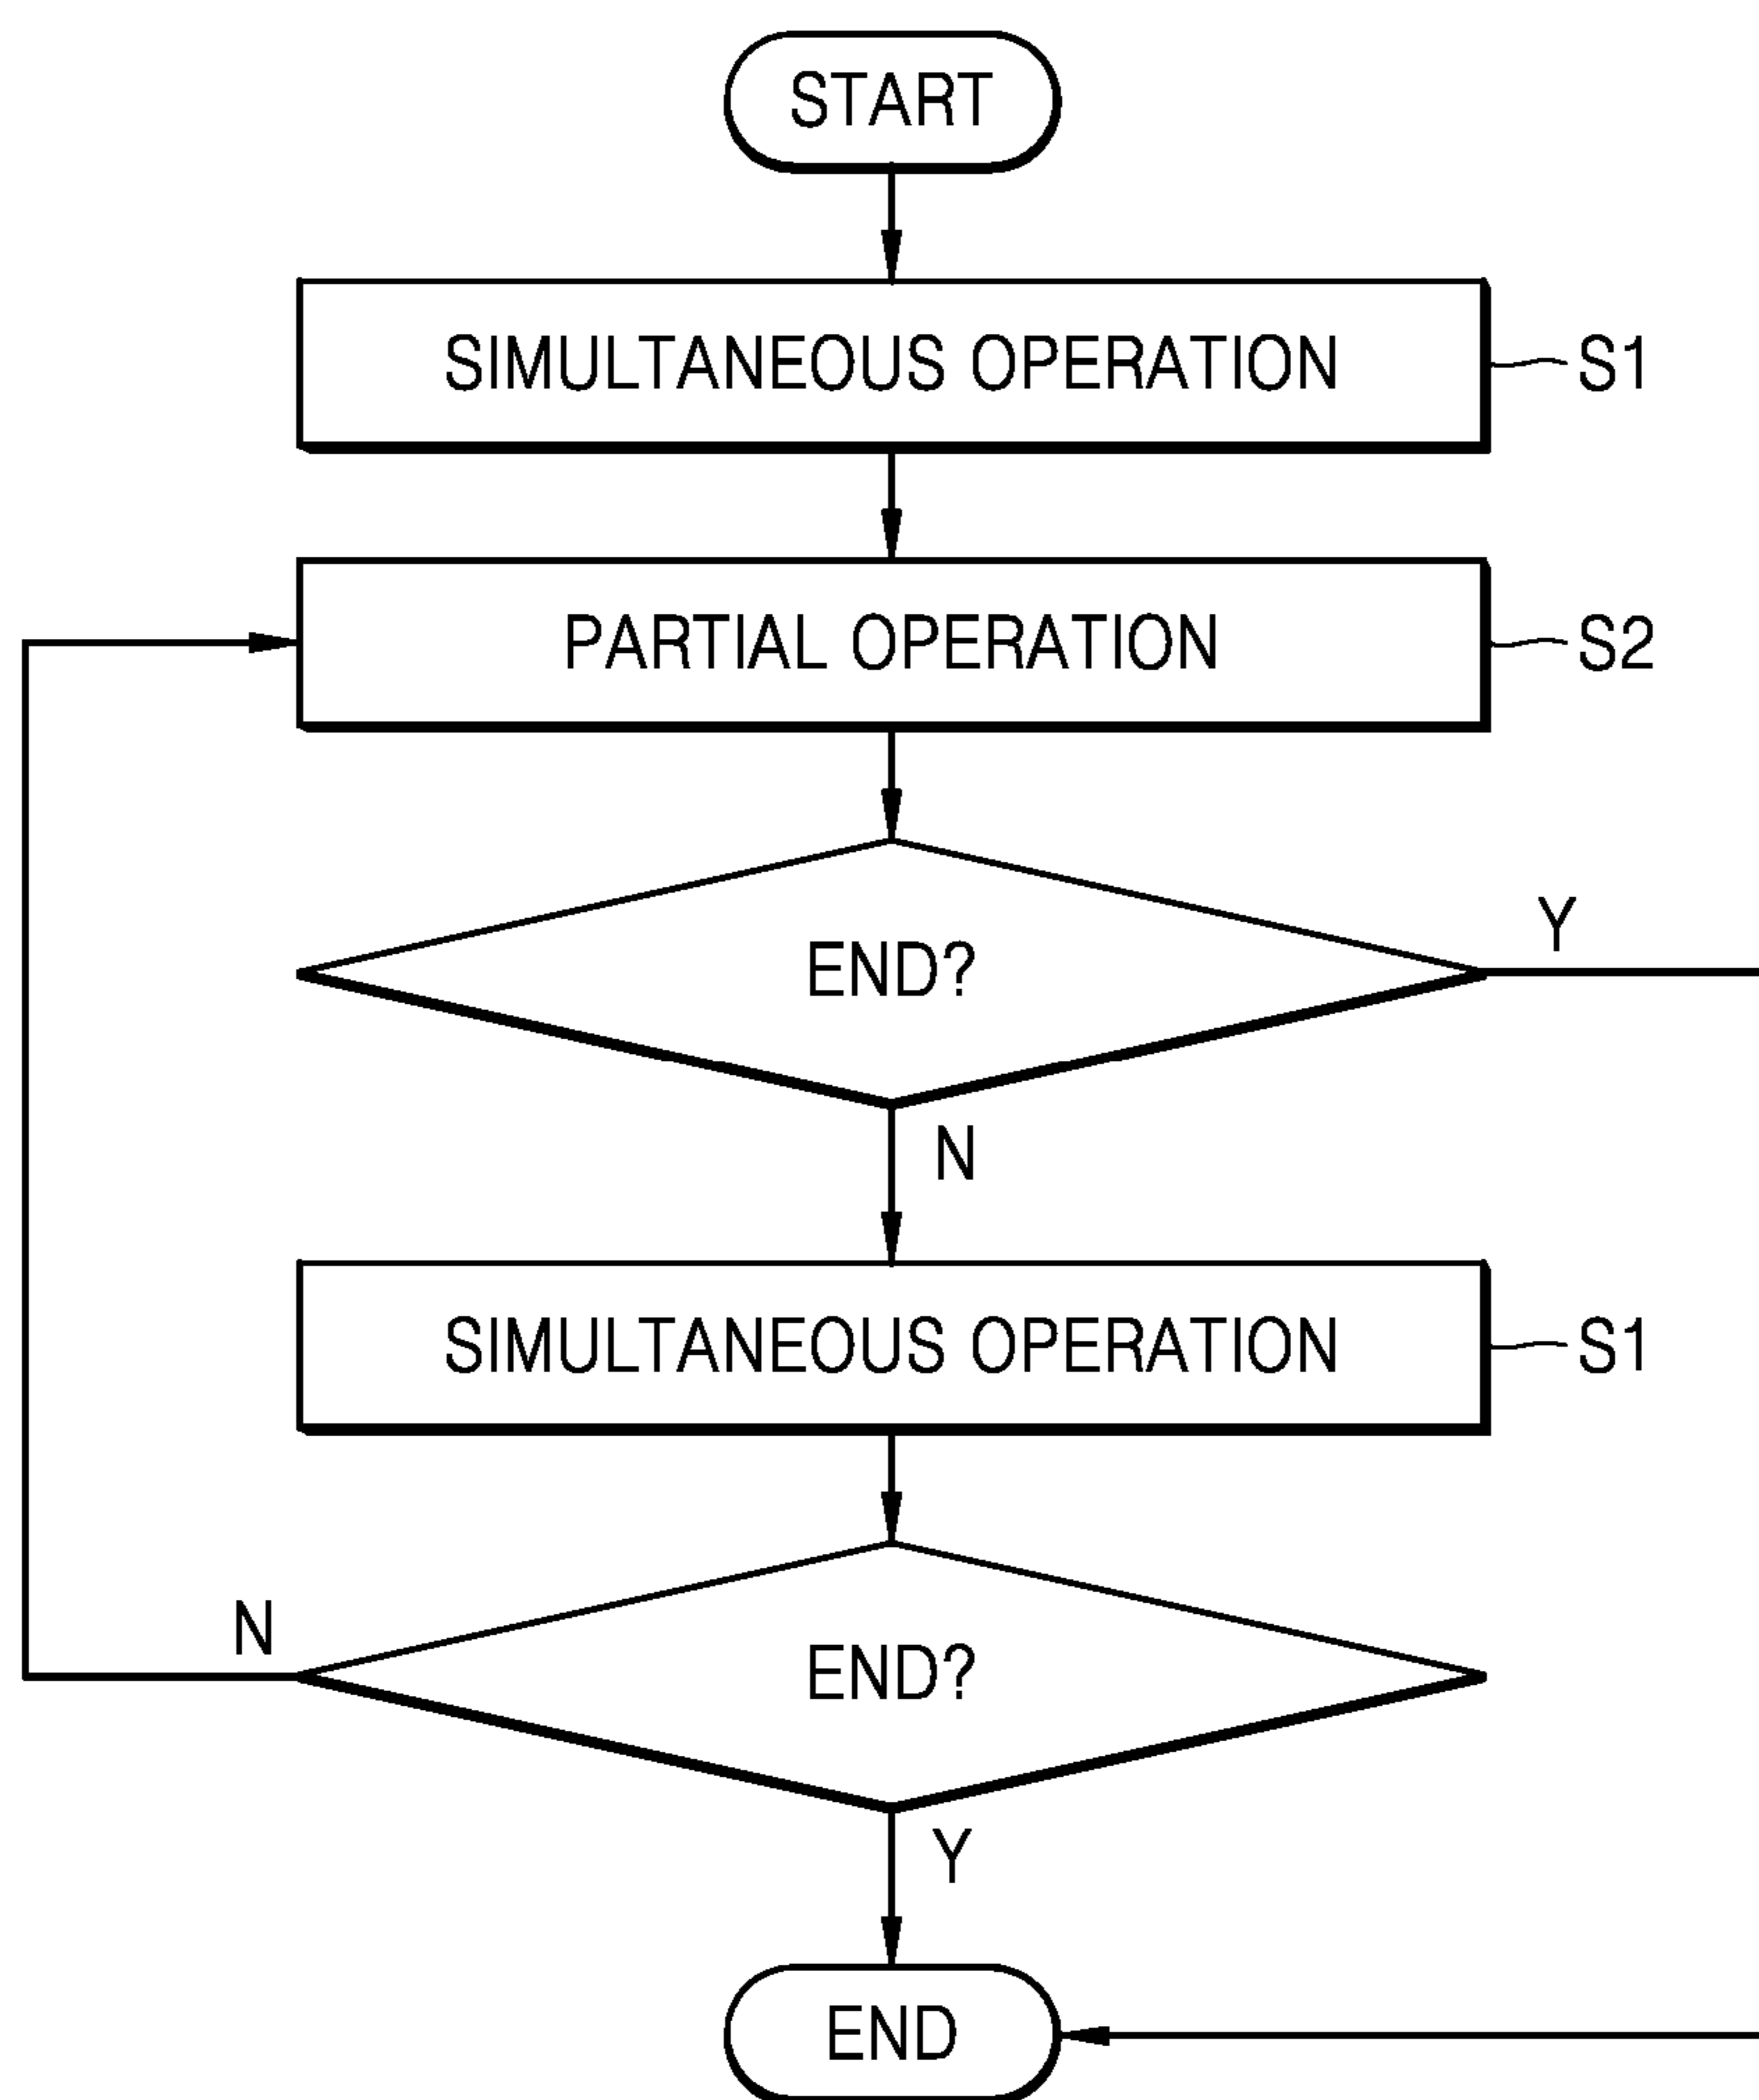 START
SIMULTANEOUS OPERATION
S1
PARTIAL OPERATION
S2
END?
Y
N
SIMULTANEOUS OPERATION
S1
END?
N
Y
END